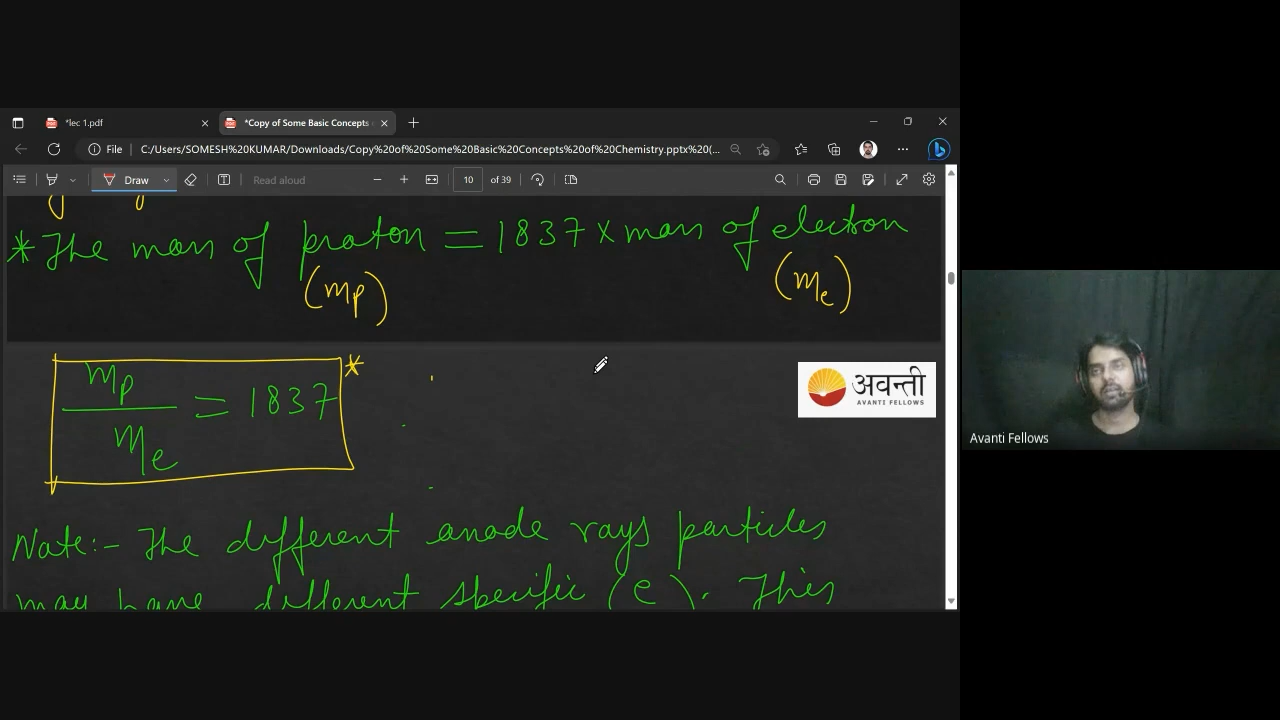 *lec 1.pdf
*Copy of Some Basic Concepts
File
C:/Users/SOMESH%20KUMAR/Downloads/Copy%20of%20Some%20Basic%20Concepts%20of%20Chemistry.pptx%20(...
Draw
Read aloud
10 of 39
*The mass of proton = 1837 x mass of electron
(mp) (me)
mp / me = 1837 *
अवन्ती
AVANTI FELLOWS
Note:- The different anode rays particles
may have different specific (e). This
Avanti Fellows